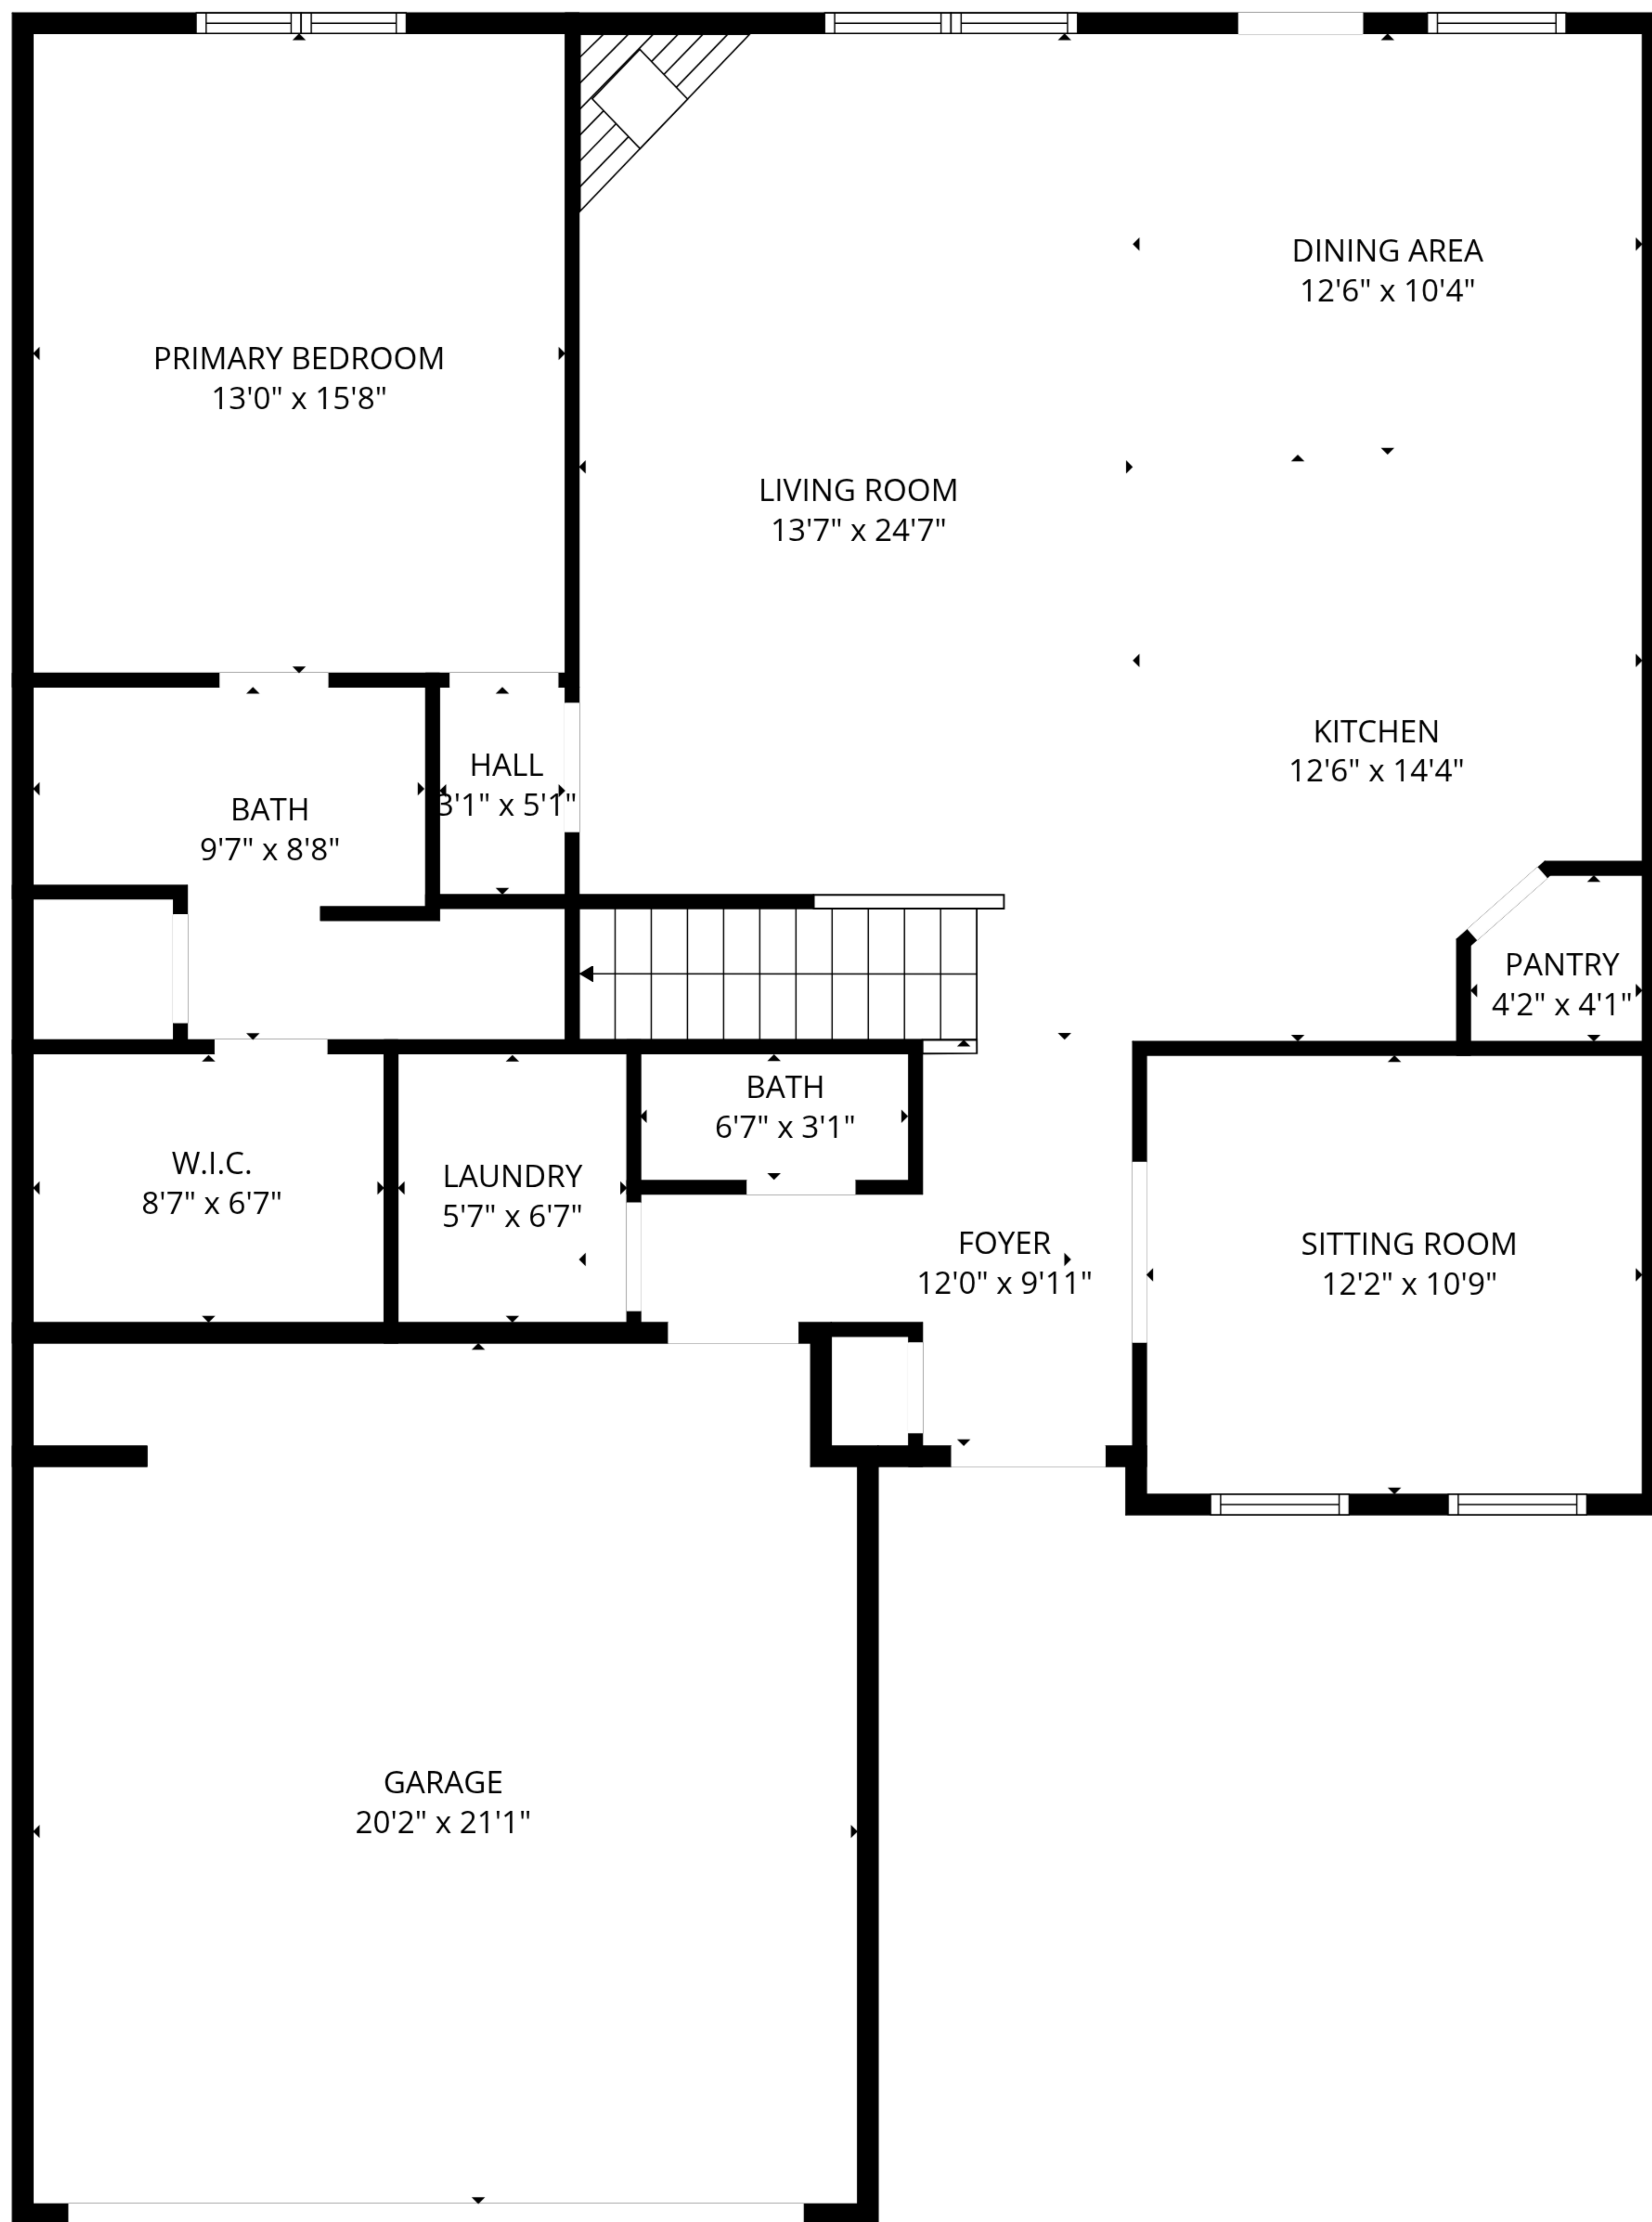 DINING AREA
12'6" x 10'4"
PRIMARY BEDROOM
13'0" x 15'8"
LIVING ROOM
13'7" x 24'7"
KITCHEN
12'6" x 14'4"
HALL
3'1" x 5'1"
BATH
9'7" x 8'8"
PANTRY
4'2" x 4'1"
BATH
6'7" x 3'1"
W.I.C.
8'7" x 6'7"
LAUNDRY
5'7" x 6'7"
FOYER
12'0" x 9'11"
SITTING ROOM
12'2" x 10'9"
GARAGE
20'2" x 21'1"